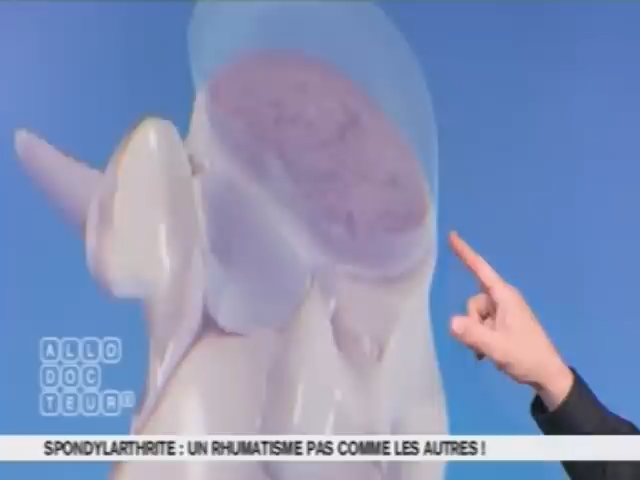 ALLO
DOC
TEUR
SPONDYLARTHRITE : UN RHUMATISME PAS COMME LES AUTRES !